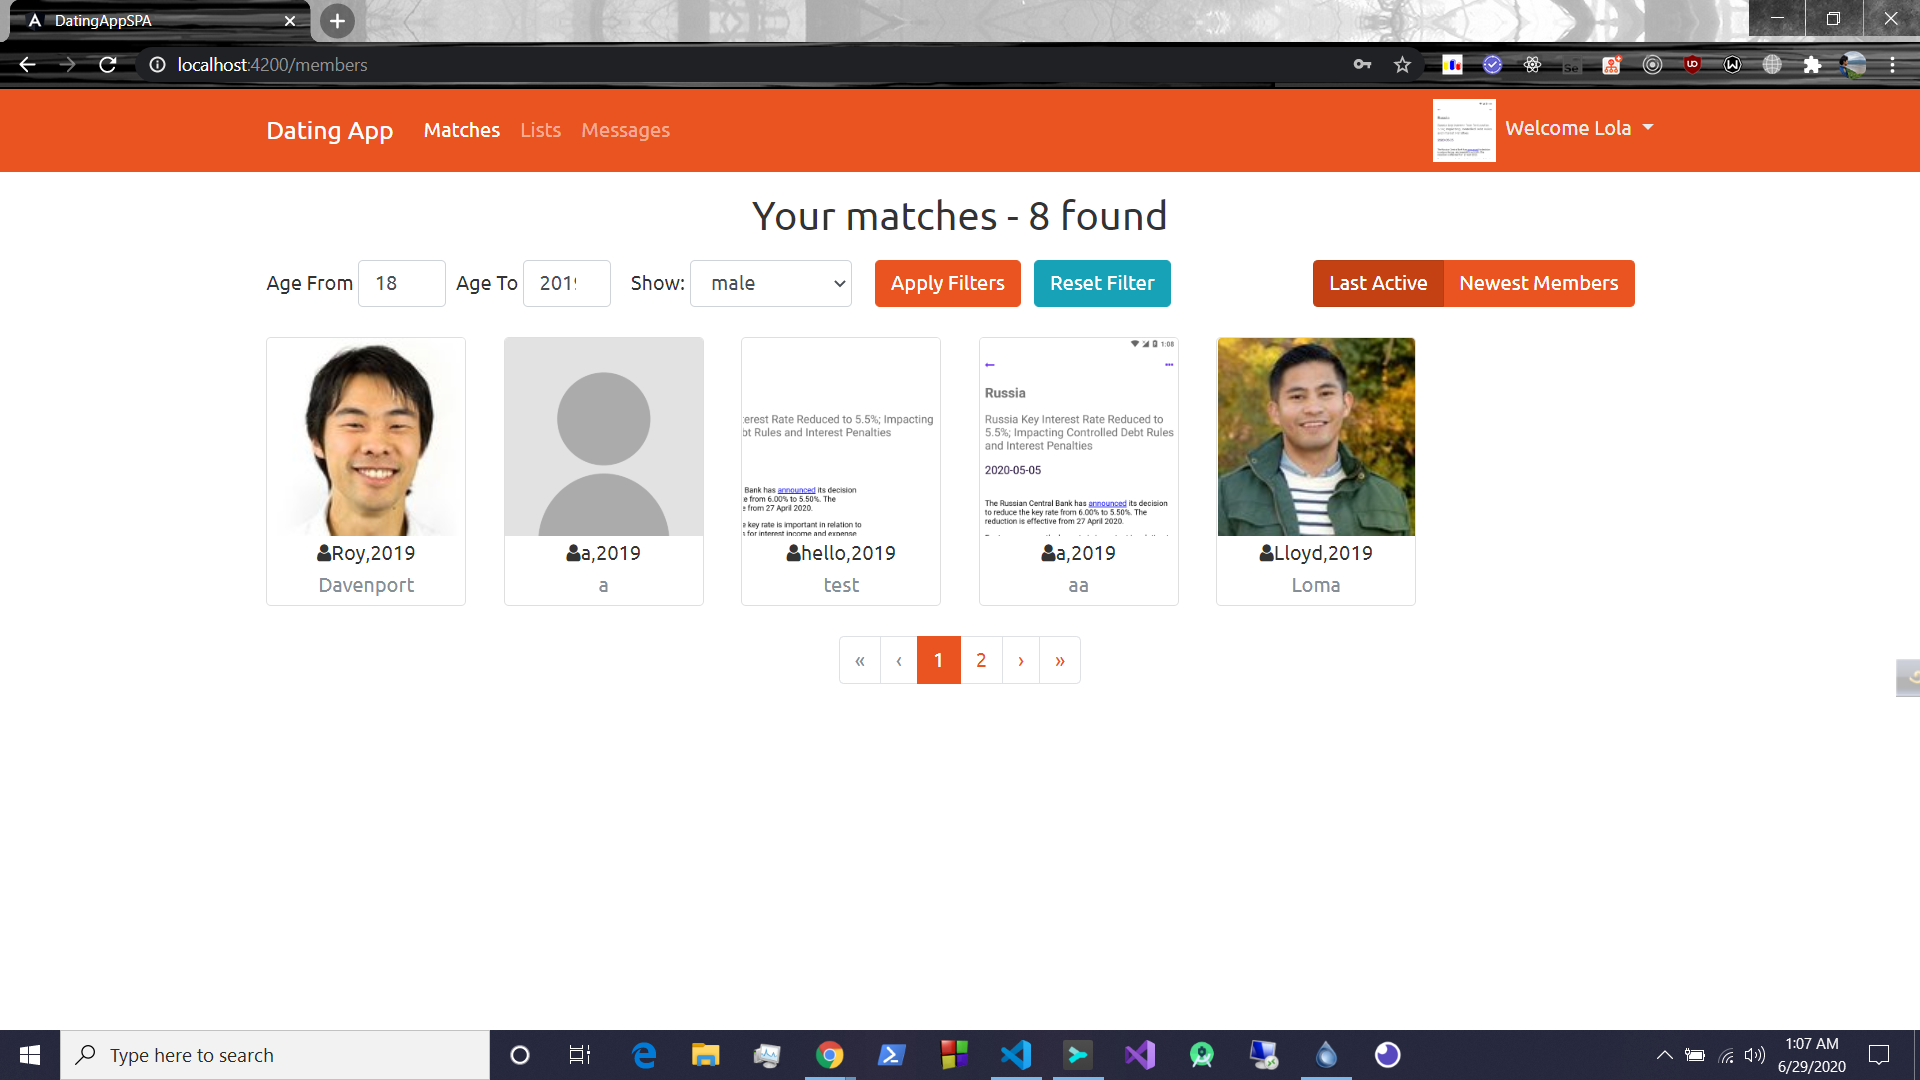 DatingAppSPA
localhost:4200/members
Dating App Matches Lists Messages
Welcome Lola
Your matches - 8 found
Age From 18 Age To 2019 Show: male Apply Filters Reset Filter Last Active Newest Members
Roy,2019
Davenport
a,2019
a
erest Rate Reduced to 5.5%; Impacting
bt Rules and Interest Penalties
Bank has announced its decision
e from 6.00% to 5.50%. The
e from 27 April 2020.
e key rate is important in relation to
s for interest income and expense
hello,2019
test
1:08
Russia
Russia Key Interest Rate Reduced to
5.5%; Impacting Controlled Debt Rules
and Interest Penalties
2020-05-05
The Russian Central Bank has announced its decision
to reduce the key rate from 6.00% to 5.50%. The
reduction is effective from 27 April 2020.
a,2019
aa
Lloyd,2019
Loma
« ‹ 1 2 › »
Type here to search
1:07 AM
6/29/2020